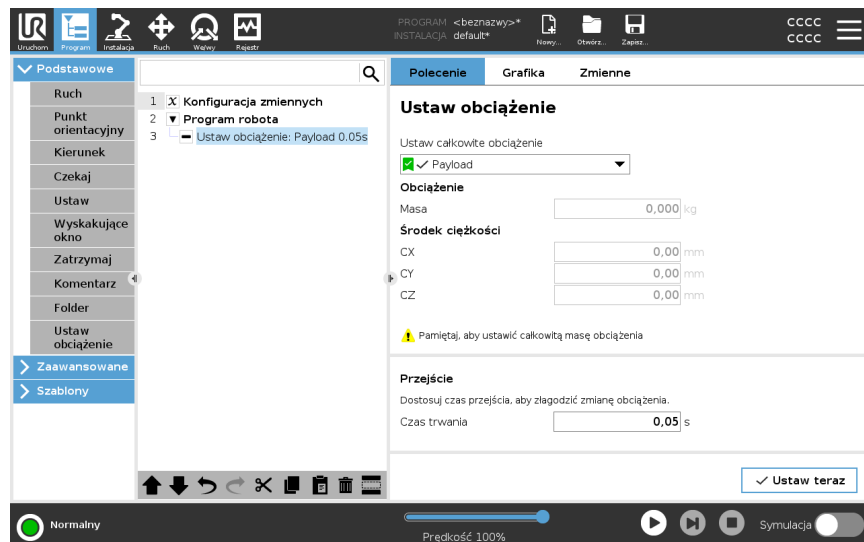 UR
PROGRAM <beznazwy>*
INSTALACJA default*
Uruchom Program Instalacja Ruch We/wy Rejestr
Nowy... Otwórz... Zapisz...
CCCC
CCCC
Podstawowe
Ruch
Punkt
orientacyjny
Kierunek
Czekaj
Ustaw
Wyskakujące
okno
Zatrzymaj
Komentarz
Folder
Ustaw
obciążenie
Zaawansowane
Szablony
1 X Konfiguracja zmiennych
2 Program robota
3 Ustaw obciążenie: Payload 0.05s
Polecenie Grafika Zmienne
Ustaw obciążenie
Ustaw całkowite obciążenie
Payload
Obciążenie
Masa 0,000 kg
Środek ciężkości
CX 0,00 mm
CY 0,00 mm
CZ 0,00 mm
Pamiętaj, aby ustawić całkowitą masę obciążenia
Przejście
Dostosuj czas przejścia, aby złagodzić zmianę obciążenia.
Czas trwania 0,05 s
Ustaw teraz
Normalny
Prędkość 100%
Symulacja